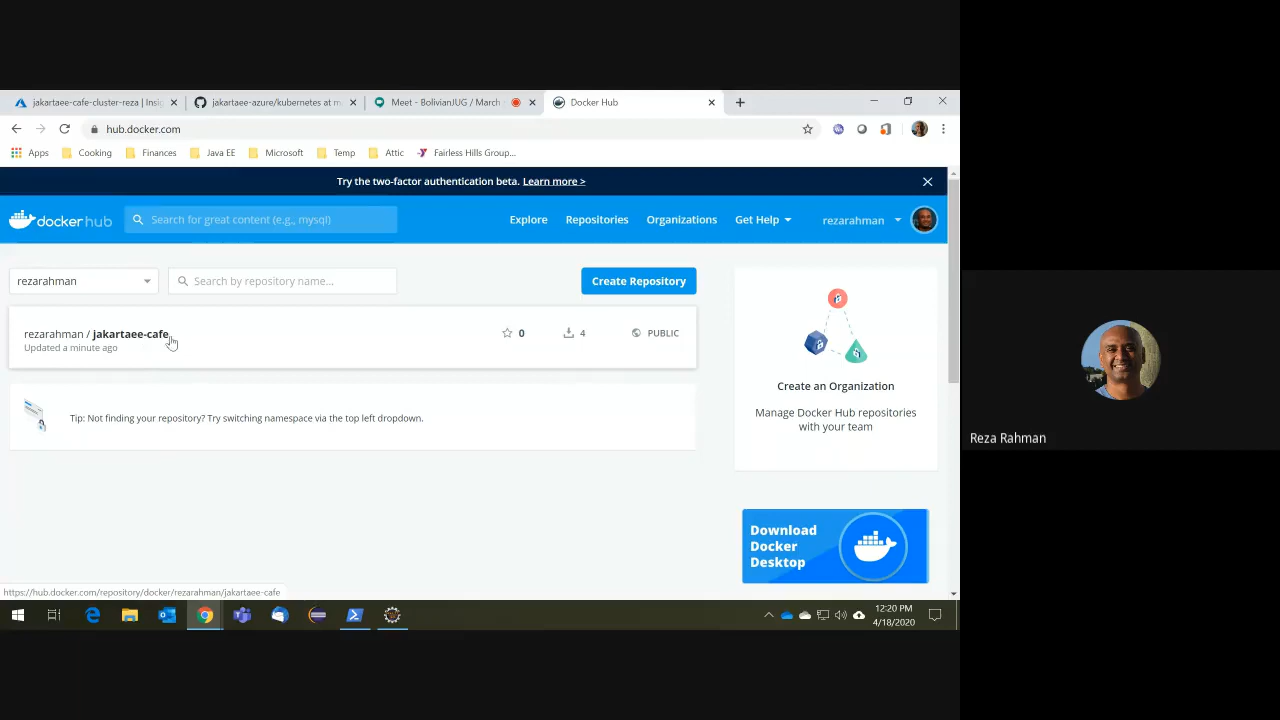 jakartaee-cafe-cluster-reza | Insig
jakartaee-azure/kubernetes at m
Meet - BolivianJUG / March
Docker Hub
hub.docker.com
Apps
Cooking
Finances
Java EE
Microsoft
Temp
Attic
Fairless Hills Group...
Try the two-factor authentication beta. Learn more >
docker hub
Search for great content (e.g., mysql)
Explore
Repositories
Organizations
Get Help
rezarahman
rezarahman
Search by repository name...
Create Repository
rezarahman / jakartaee-cafe
Updated a minute ago
0
4
PUBLIC
Tip: Not finding your repository? Try switching namespace via the top left dropdown.
Create an Organization
Manage Docker Hub repositories
with your team
Download
Docker
Desktop
https://hub.docker.com/repository/docker/rezarahman/jakartaee-cafe
12:20 PM
4/18/2020
Reza Rahman